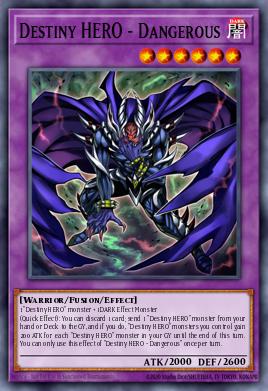 Destiny HERO - Dangerous
DARK
闇
[Warrior/Fusion/Effect]
1 "Destiny HERO" monster + 1 DARK Effect Monster
(Quick Effect): You can discard 1 card; send 1 "Destiny HERO" monster from
your hand or Deck to the GY, and if you do, "Destiny HERO" monsters you control gain
200 ATK for each "Destiny HERO" monster in your GY until the end of this turn.
You can only use this effect of "Destiny HERO - Dangerous" once per turn.
ATK/2000 DEF/2600